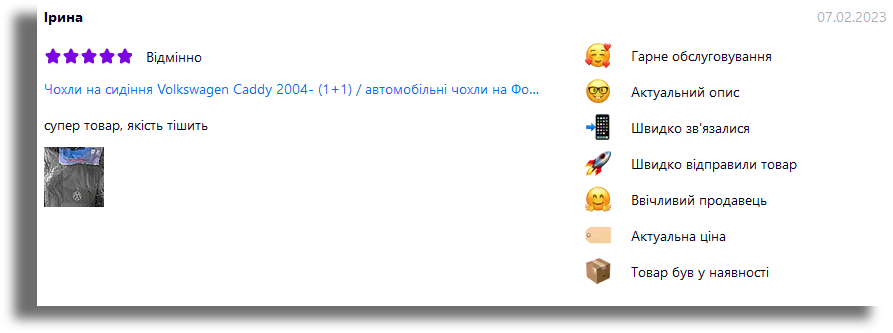 Ірина
07.02.2023
Відмінно
Чохли на сидіння Volkswagen Caddy 2004- (1+1) / автомобільні чохли на Фо...
супер товар, якість тішить
Гарне обслуговування
Актуальний опис
Швидко зв'язалися
Швидко відправили товар
Ввічливий продавець
Актуальна ціна
Товар був у наявності